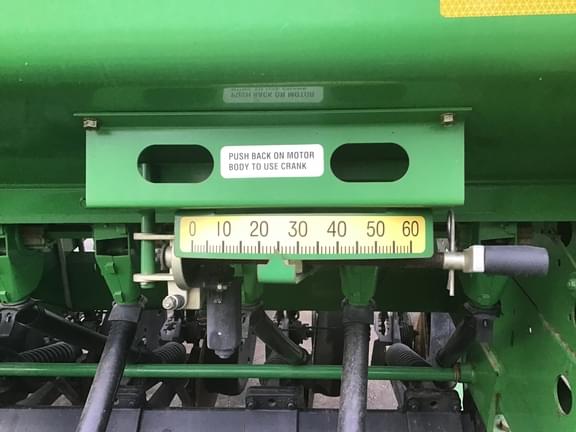 PUSH BACK ON MOTOR
BODY TO USE CRANK
0 10 20 30 40 50 60